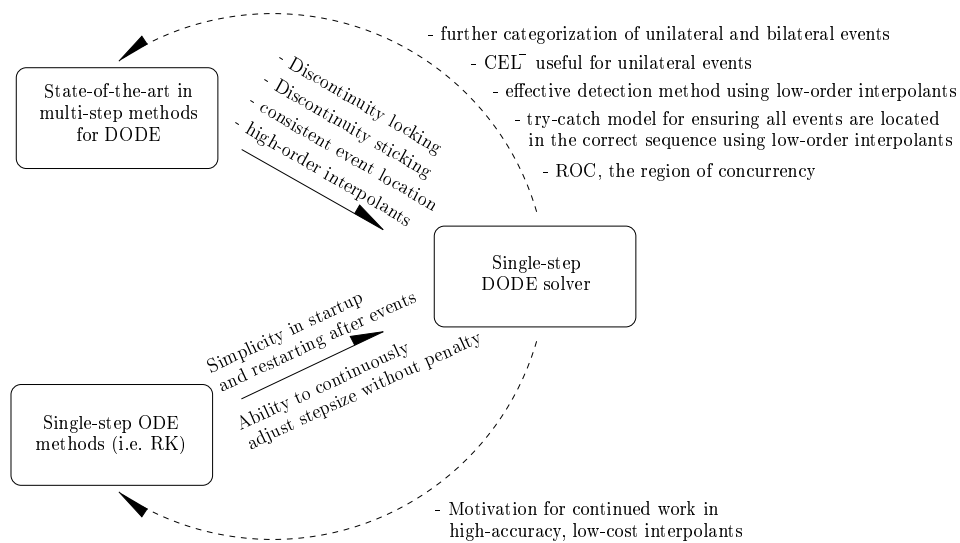 - further categorization of unilateral and bilateral events
- CEL¯ useful for unilateral events
- effective detection method using low-order interpolants
- try-catch model for ensuring all events are located
in the correct sequence using low-order interpolants
- ROC, the region of concurrency
State-of-the-art in
multi-step methods
for DODE
- Discontinuity locking
- Discontinuity sticking
- consistent event location
- high-order interpolants
Single-step
DODE solver
Simplicity in startup
and restarting after events
Ability to continuously
adjust stepsize without penalty
Single-step ODE
methods (i.e. RK)
- Motivation for continued work in
high-accuracy, low-cost interpolants